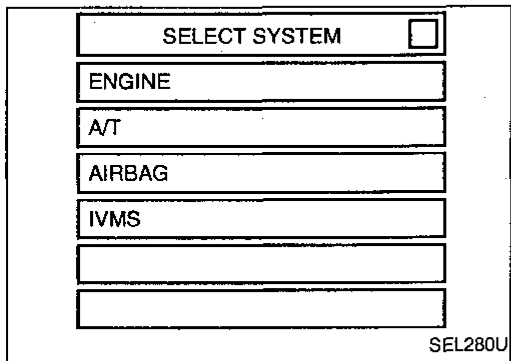 SELECT SYSTEM
ENGINE
A/T
AIRBAG
IVMS
SEL280U